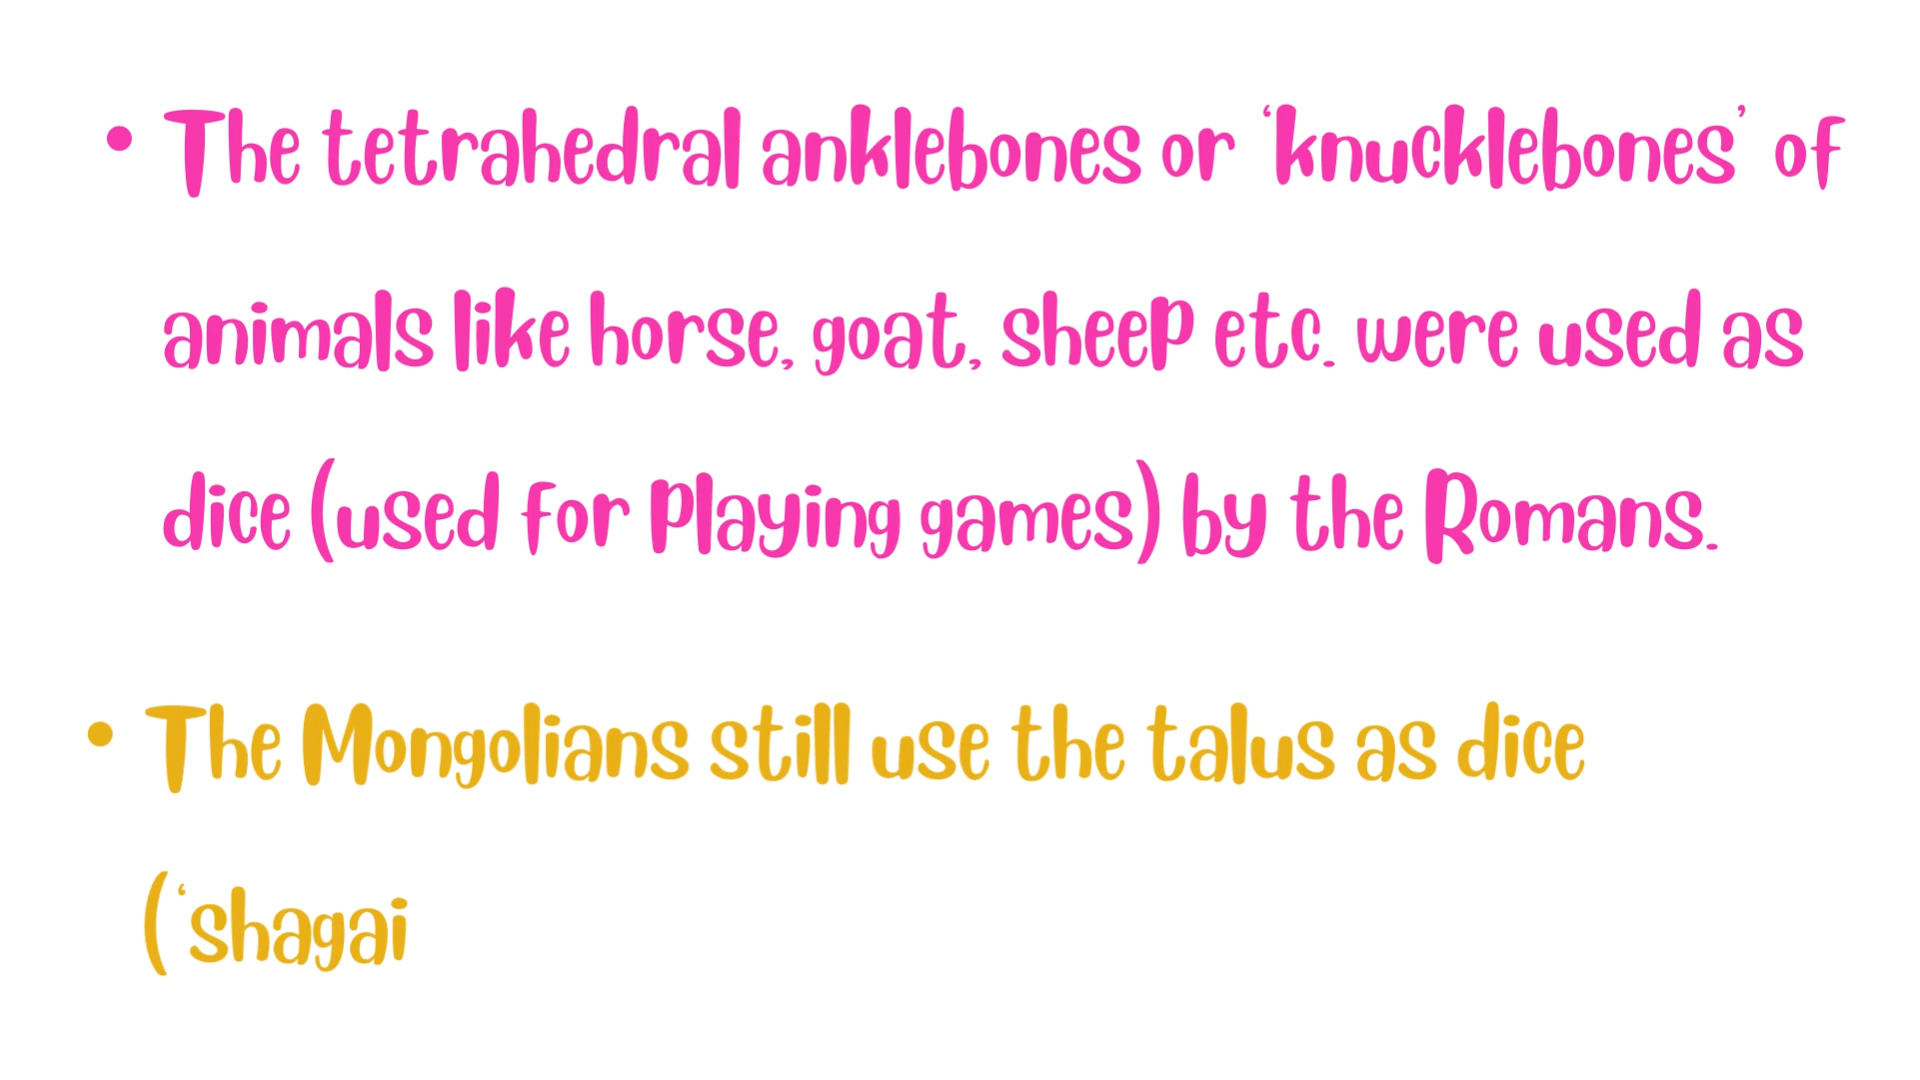 • The tetrahedral anklebones or ‘knucklebones’ of
animals like horse, goat, sheep etc. were used as
dice (used for playing games) by the Romans.
• The Mongolians still use the talus as dice
(‘shagai